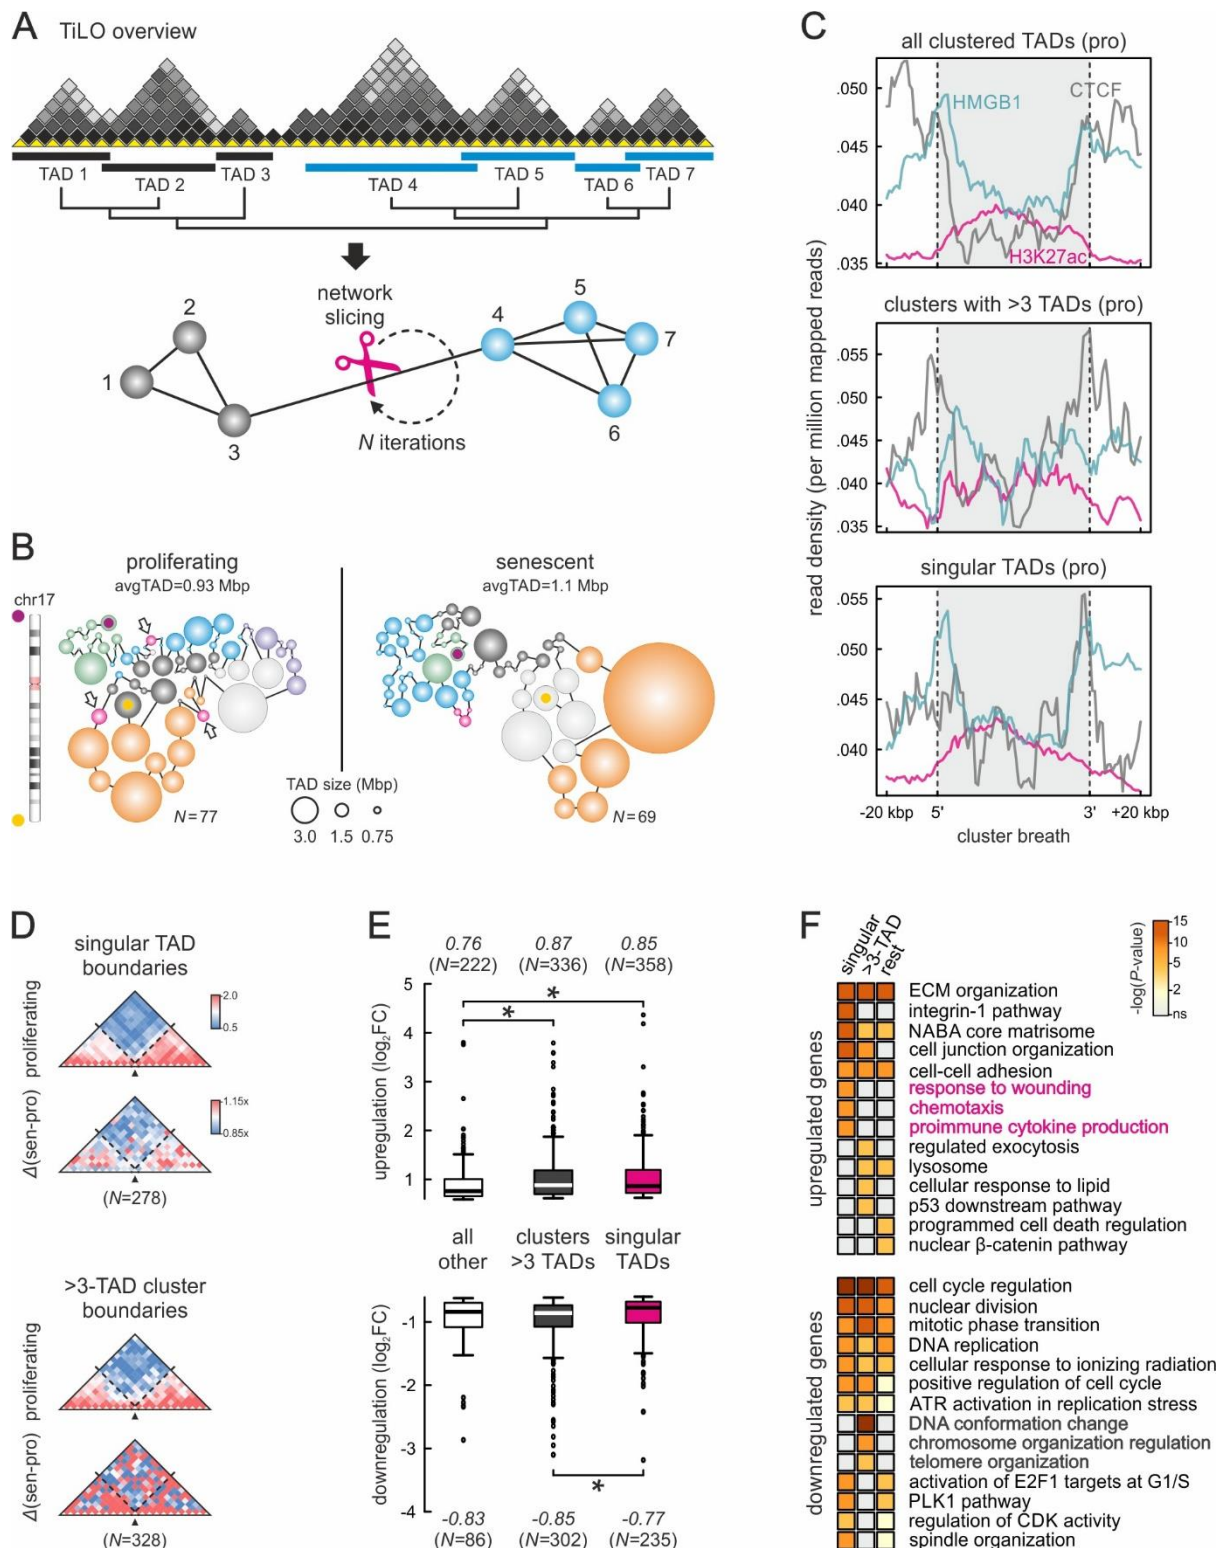 A
TiLO overview
TAD 1
TAD 2
TAD 3
TAD 4
TAD 5
TAD 6
TAD 7
network
slicing
1
2
3
4
5
6
7
N iterations
B
proliferating
avgTAD=0.93 Mbp
senescent
avgTAD=1.1 Mbp
chr17
N=77
TAD size (Mbp)
3.0 1.5 0.75
N=69
C
all clustered TADs (pro)
.050
.045
.040
.035
HMGB1
CTCF
H3K27ac
clusters with >3 TADs (pro)
.055
.050
.045
.040
.035
singular TADs (pro)
.055
.050
.045
.040
read density (per million mapped reads)
-20 kbp 5' 3' +20 kbp
cluster breath
D
singular TAD
boundaries
proliferating
2.0
0.5
Δ(sen-pro)
1.15x
0.85x
(N=278)
>3-TAD cluster
boundaries
proliferating
Δ(sen-pro)
(N=328)
E
0.76 0.87 0.85
(N=222) (N=336) (N=358)
upregulation (log2FC)
5
4
3
2
1
*
*
all
other
clusters
>3 TADs
singular
TADs
downregulation (log2FC)
-1
-2
-3
-4
*
-0.83 -0.85 -0.77
(N=86) (N=302) (N=235)
F
singular
>3-TAD
rest
-log(P-value)
15
10
5
2
ns
upregulated genes
ECM organization
integrin-1 pathway
NABA core matrisome
cell junction organization
cell-cell adhesion
response to wounding
chemotaxis
proimmune cytokine production
regulated exocytosis
lysosome
cellular response to lipid
p53 downstream pathway
programmed cell death regulation
nuclear β-catenin pathway
downregulated genes
cell cycle regulation
nuclear division
mitotic phase transition
DNA replication
cellular response to ionizing radiation
positive regulation of cell cycle
ATR activation in replication stress
DNA conformation change
chromosome organization regulation
telomere organization
activation of E2F1 targets at G1/S
PLK1 pathway
regulation of CDK activity
spindle organization